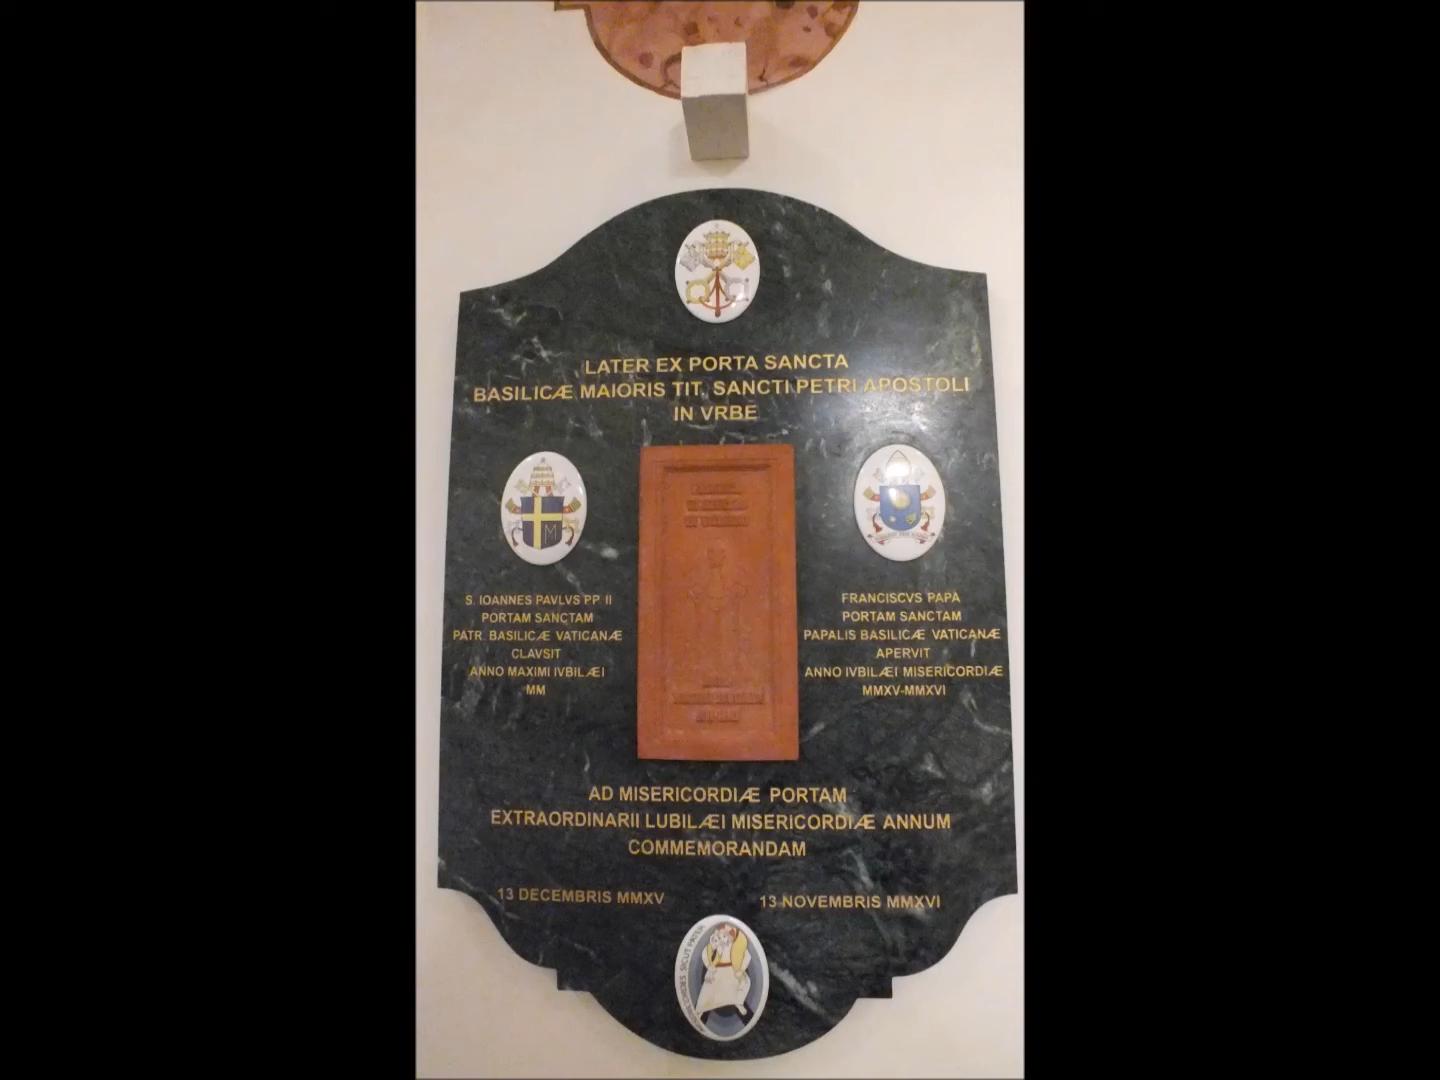 LATER EX PORTA SANCTA
BASILICÆ MAIORIS TIT. SANCTI PETRI APOSTOLI
IN VRBE
S. IOANNES PAVLVS PP II
PORTAM SANCTAM
PATR. BASILICÆ VATICANÆ
CLAVSIT
ANNO MAXIMI IVBILÆI
MM
M
FRANCISCVS PAPA
PORTAM SANCTAM
PAPALIS BASILICÆ VATICANÆ
APERVIT
ANNO IVBILÆI MISERICORDIÆ
MMXV-MMXVI
AD MISERICORDIÆ PORTAM
EXTRAORDINARII LUBILÆI MISERICORDIÆ ANNUM
COMMEMORANDAM
13 DECEMBRIS MMXV
13 NOVEMBRIS MMXVI
SICUT PATER